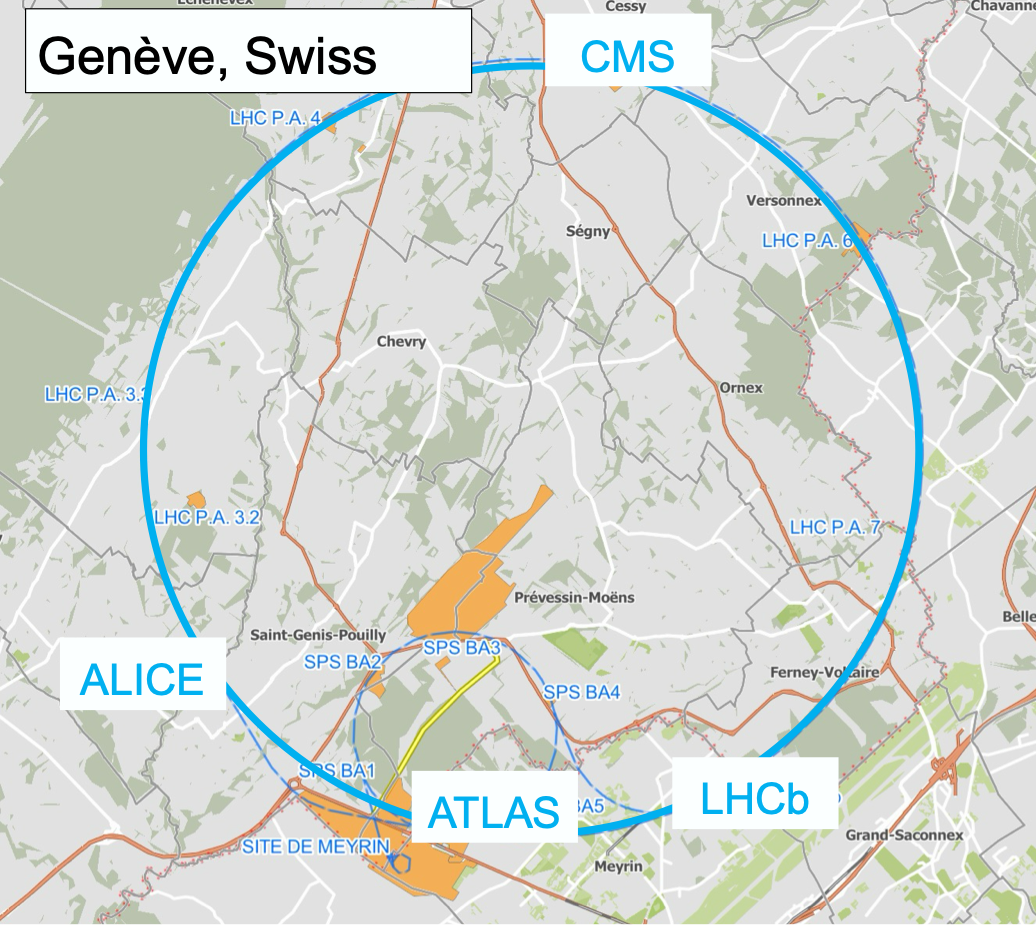 Echenevex
Cessy
Chavanne
Genève, Swiss
CMS
LHC P.A. 4
Versonnex
Ségny
LHC P.A. 6
Chevry
Ornex
LHC P.A. 3.3
LHC P.A. 3.2
LHC P.A. 7
Prévessin-Moëns
Belle
Saint-Genis-Pouilly
SPS BA3
SPS BA2
ALICE
Ferney-Voltaire
SPS BA4
SPS BA1
ATLAS
BA5
LHCb
SITE DE MEYRIN
Grand-Saconnex
Meyrin